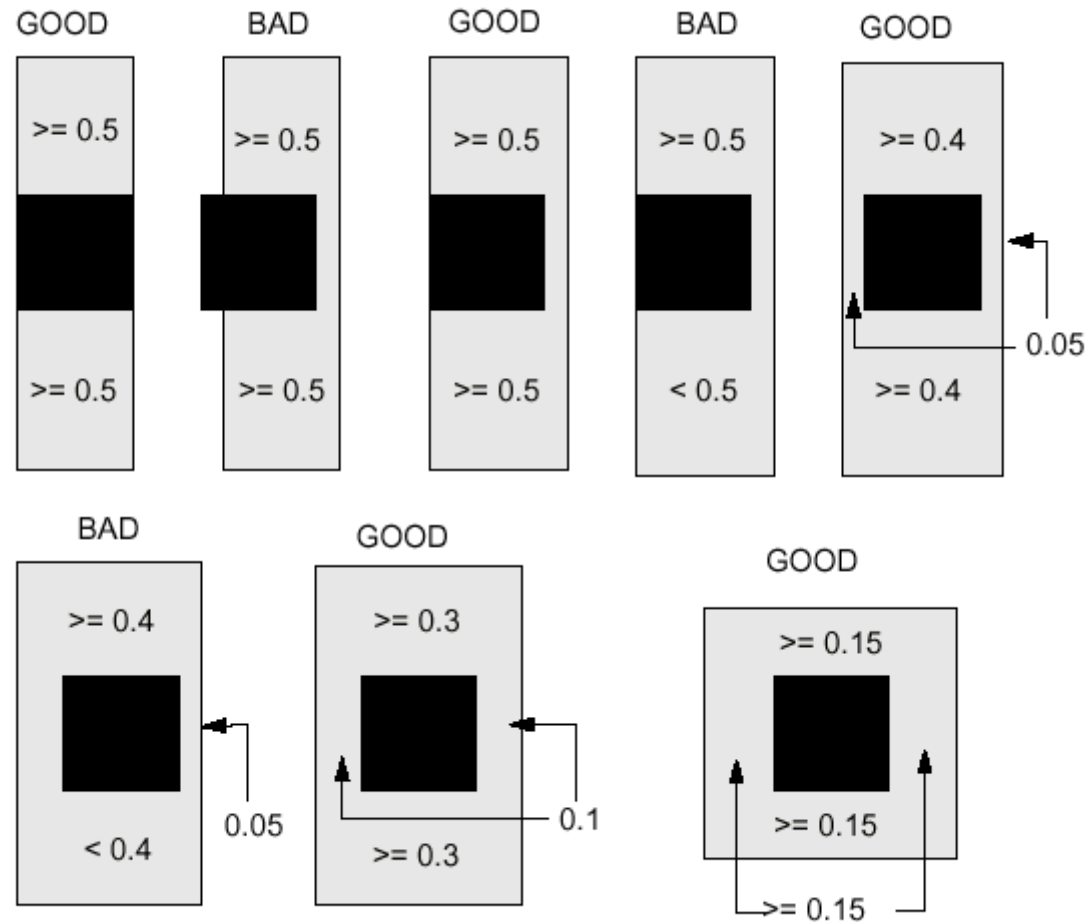 GOOD BAD GOOD BAD GOOD
>= 0.5 >= 0.5 >= 0.5 >= 0.5 >= 0.4
0.05
>= 0.5 >= 0.5 >= 0.5 < 0.5 >= 0.4
BAD GOOD GOOD
>= 0.4 >= 0.3 >= 0.15
0.05 0.1 >= 0.15
< 0.4 >= 0.3
>= 0.15